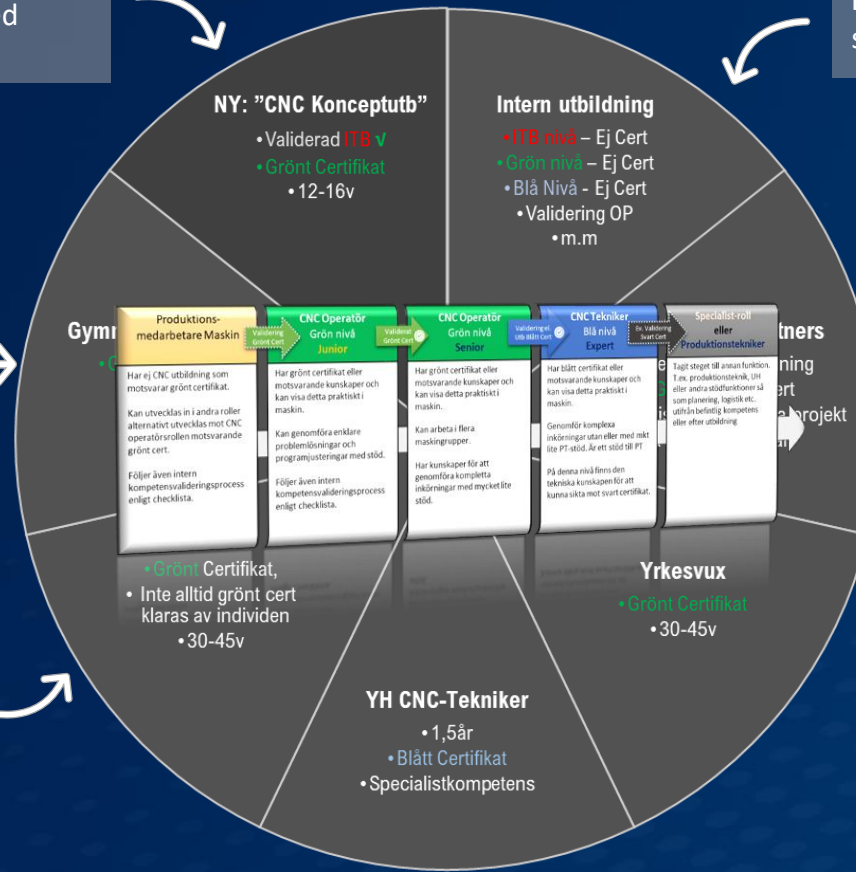 NY: ”CNC Konceptutb”
•Validerad ITB √
•Grönt Certifikat
•12-16v
Intern utbildning
•ITB nivå – Ej Cert
•Grön nivå – Ej Cert
•Blå Nivå - Ej Cert
•Validering OP
•m.m
Produktions-
medarbetare Maskin
Har ej CNC utbildning som
motsvarar grönt certifikat.
Kan utvecklas in i andra roller
alternativt utvecklas mot CNC
operatörsrollen motsvarande
grönt cert.
Följer även intern
kompetensvalideringsprocess
enligt checklista.
Validering
Grönt Cert
CNC Operatör
Grön nivå
Junior
Har grönt certifikat eller
motsvarande kunskaper och
kan visa detta praktiskt i
maskin.
Kan genomföra enklare
problemlösningar och
programjusteringar med stöd.
Följer även intern
kompetensvalideringsprocess
enligt checklista.
Validerat
Grönt Cert
CNC Operatör
Grön nivå
Senior
Har grönt certifikat eller
motsvarande kunskaper och
kan visa detta praktiskt i
maskin.
Kan arbeta i flera
maskingrupper.
Har kunskaper för att
genomföra kompletta
inkörningar med mycket lite
stöd.
Validering el.
Utb Blått Cert
CNC Tekniker
Blå nivå
Expert
Har blått certifikat eller
motsvarande kunskaper och
kan visa detta praktiskt i
maskin.
Genomför komplexa
inkörningar utan eller med mkt
lite PT-stöd. Är ett stöd till PT
På denna nivå finns den
tekniska kunskapen för att
kunna sikta mot svart certifikat.
Ev. Validering
Svart Cert
Specialist-roll
eller
Produktionstekniker
Tagit steget till annan funktion.
T.ex. produktionsteknik, UH
eller andra stödfunktioner så
som planering, logistik etc.
utifrån befintlig kompetens
eller efter utbildning
projekt
•Grönt Certifikat,
• Inte alltid grönt cert
klaras av individen
•30-45v
Yrkesvux
•Grönt Certifikat
•30-45v
YH CNC-Tekniker
•1,5år
•Blått Certifikat
•Specialistkompetens